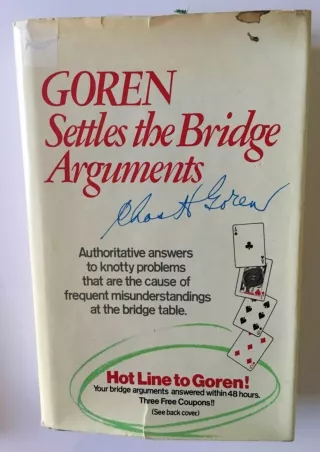 GOREN
Settles the Bridge
Arguments
Chas H Goren
Authoritative answers
to knotty problems
that are the cause of
frequent misunderstandings
at the bridge table.
Hot Line to Goren!
Your bridge arguments answered within 48 hours.
Three Free Coupons!!
(See back cover)